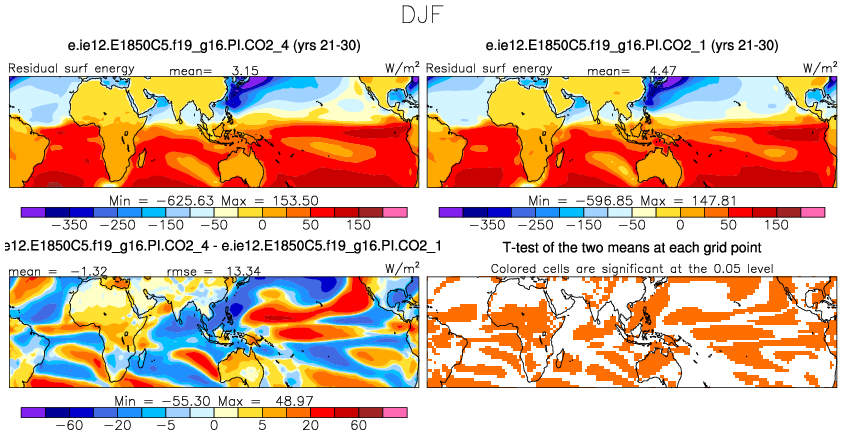 DJF
e.ie12.E1850C5.f19_g16.PI.CO2_4 (yrs 21-30)
e.ie12.E1850C5.f19_g16.PI.CO2_1 (yrs 21-30)
Residual surf energy mean= 3.15 W/m²
Residual surf energy mean= 4.47 W/m²
Min = -625.63 Max = 153.50
Min = -596.85 Max = 147.81
-350 -250 -150 -50 0 50 100 150
-350 -250 -150 -50 0 50 100 150
e12.E1850C5.f19_g16.PI.CO2_4 - e.ie12.E1850C5.f19_g16.PI.CO2_1
T-test of the two means at each grid point
mean = -1.32 rmse = 13.34 W/m²
Colored cells are significant at the 0.05 level
Min = -55.30 Max = 48.97
-60 -20 -5 0 5 20 60